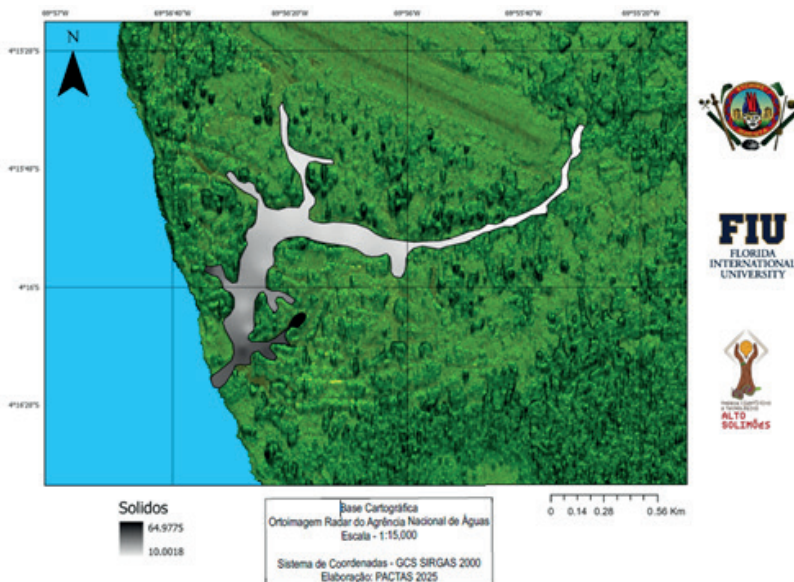 69°57'W 69°56'40"W 69°56'20"W 69°56'W 69°55'40"W 69°55'20"W
N
4°15'20"S
4°15'40"S
4°16'S
4°16'20"S
FIU
FLORIDA
INTERNATIONAL
UNIVERSITY
ALTO
SOLIMÕES
Solidos
64.9775
10.0018
Base Cartográfica
Ortoimagem Radar do Agrência Nacional de Águas
Escala - 1:15,000
Sistema de Coordenadas - GCS SIRGAS 2000
Elaboração: PACTAS 2025
0 0.14 0.28 0.56 Km